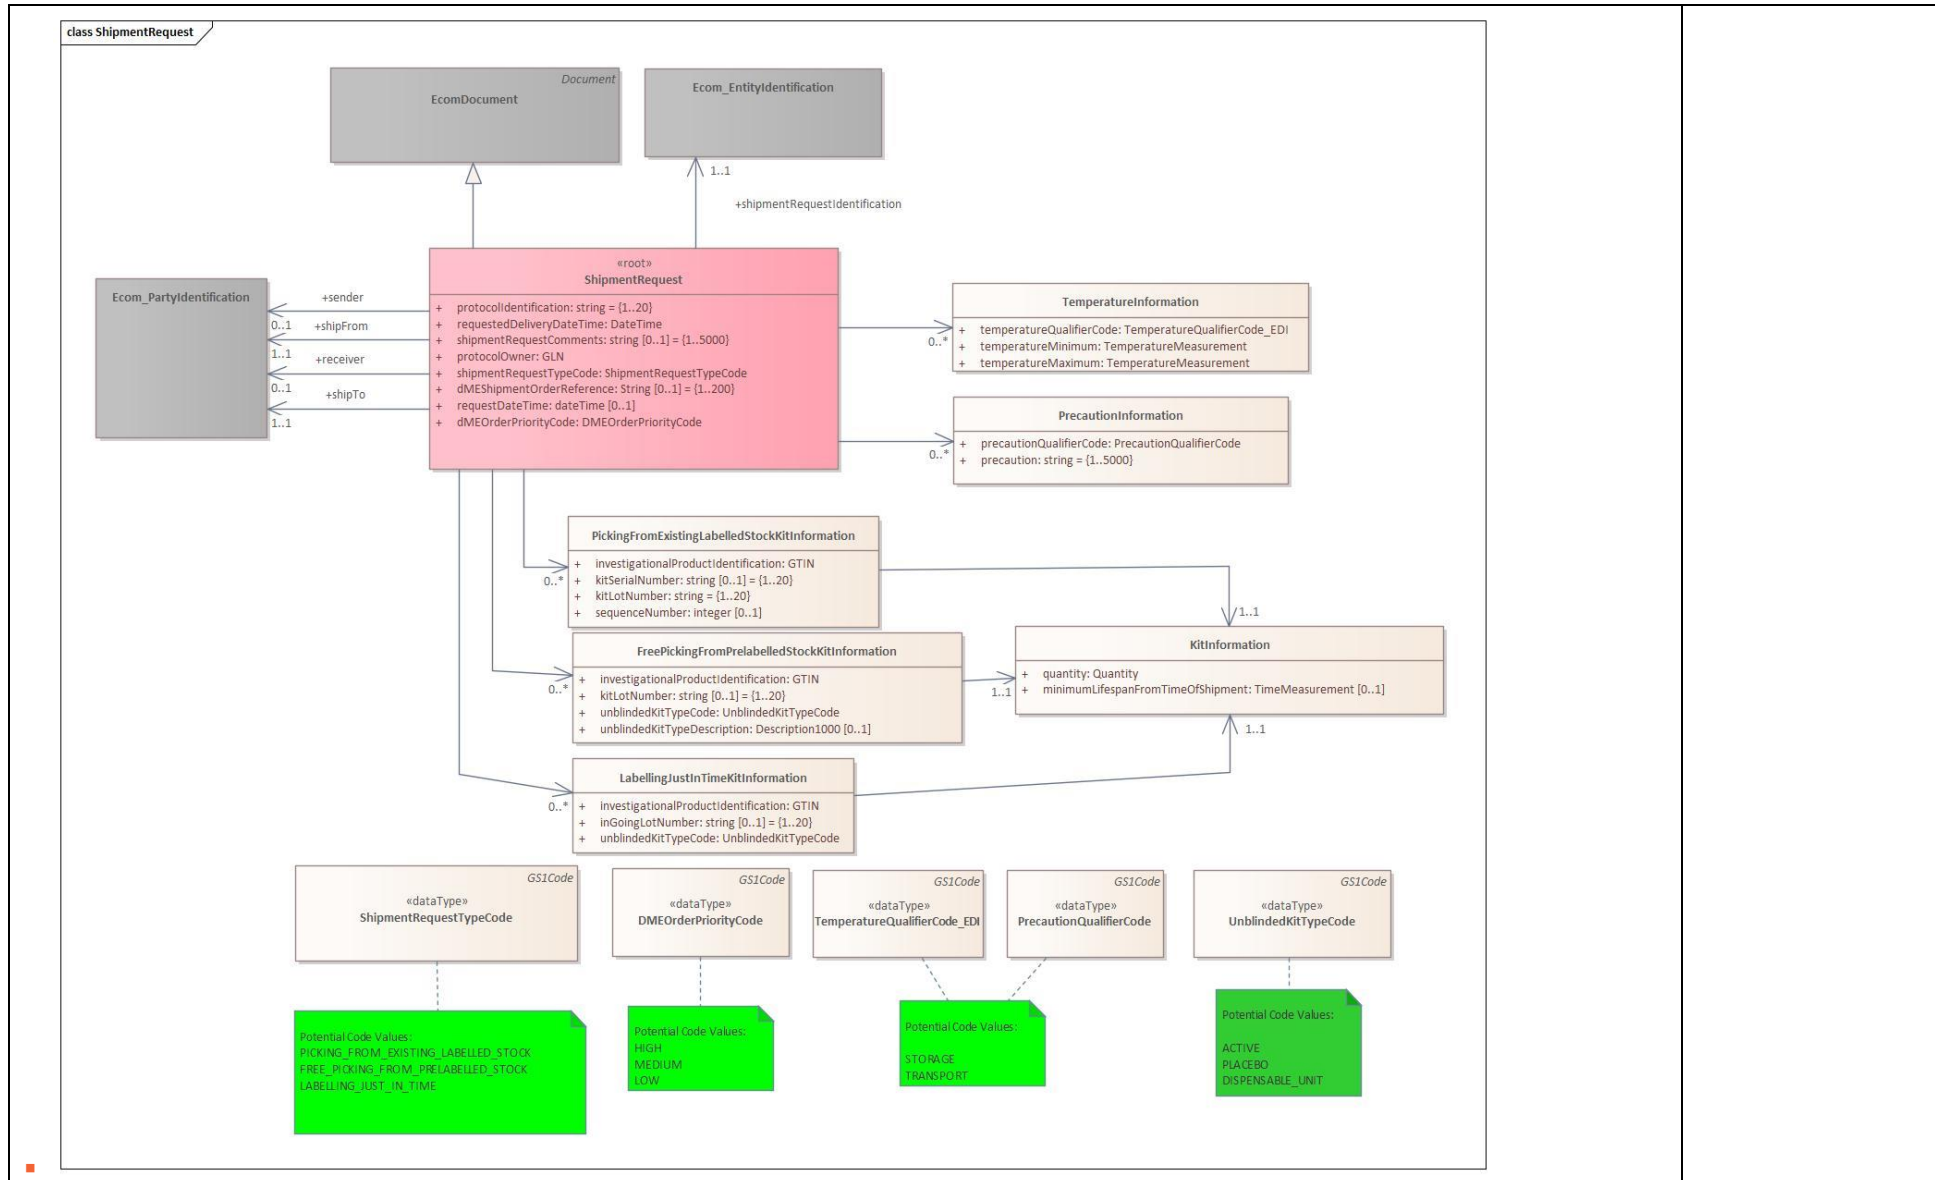 class ShipmentRequest
Document
EcomDocument
Ecom_EntityIdentification
1..1
+shipmentRequestIdentification
«root»
ShipmentRequest
+ protocolIdentification: string = {1..20}
+ requestedDeliveryDateTime: DateTime
+ shipmentRequestComments: string [0..1] = {1..5000}
+ protocolOwner: GLN
+ shipmentRequestTypeCode: ShipmentRequestTypeCode
+ dMEShipmentOrderReference: String [0..1] = {1..200}
+ requestDateTime: dateTime [0..1]
+ dMEOrderPriorityCode: DMEOrderPriorityCode
Ecom_PartyIdentification
+sender
0..1
+shipFrom
1..1
+receiver
0..1
+shipTo
1..1
TemperatureInformation
+ temperatureQualifierCode: TemperatureQualifierCode_EDI
+ temperatureMinimum: TemperatureMeasurement
+ temperatureMaximum: TemperatureMeasurement
0..*
PrecautionInformation
+ precautionQualifierCode: PrecautionQualifierCode
+ precaution: string = {1..5000}
0..*
PickingFromExistingLabelledStockKitInformation
+ investigationalProductIdentification: GTIN
+ kitSerialNumber: string [0..1] = {1..20}
+ kitLotNumber: string = {1..20}
+ sequenceNumber: integer [0..1]
0..*
1..1
FreePickingFromPrelabelledStockKitInformation
+ investigationalProductIdentification: GTIN
+ kitLotNumber: string [0..1] = {1..20}
+ unblindedKitTypeCode: UnblindedKitTypeCode
+ unblindedKitTypeDescription: Description1000 [0..1]
0..*
1..1
KitInformation
+ quantity: Quantity
+ minimumLifespanFromTimeOfShipment: TimeMeasurement [0..1]
1..1
LabellingJustInTimeKitInformation
+ investigationalProductIdentification: GTIN
+ inGoingLotNumber: string [0..1] = {1..20}
+ unblindedKitTypeCode: UnblindedKitTypeCode
0..*
GS1Code
«dataType»
ShipmentRequestTypeCode
GS1Code
«dataType»
DMEOrderPriorityCode
GS1Code
«dataType»
TemperatureQualifierCode_EDI
GS1Code
«dataType»
PrecautionQualifierCode
GS1Code
«dataType»
UnblindedKitTypeCode
Potential Code Values:
PICKING_FROM_EXISTING_LABELLED_STOCK
FREE_PICKING_FROM_PRELABELLED_STOCK
LABELLING_JUST_IN_TIME
Potential Code Values:
HIGH
MEDIUM
LOW
Potential Code Values:
STORAGE
TRANSPORT
Potential Code Values:
ACTIVE
PLACEBO
DISPENSABLE_UNIT